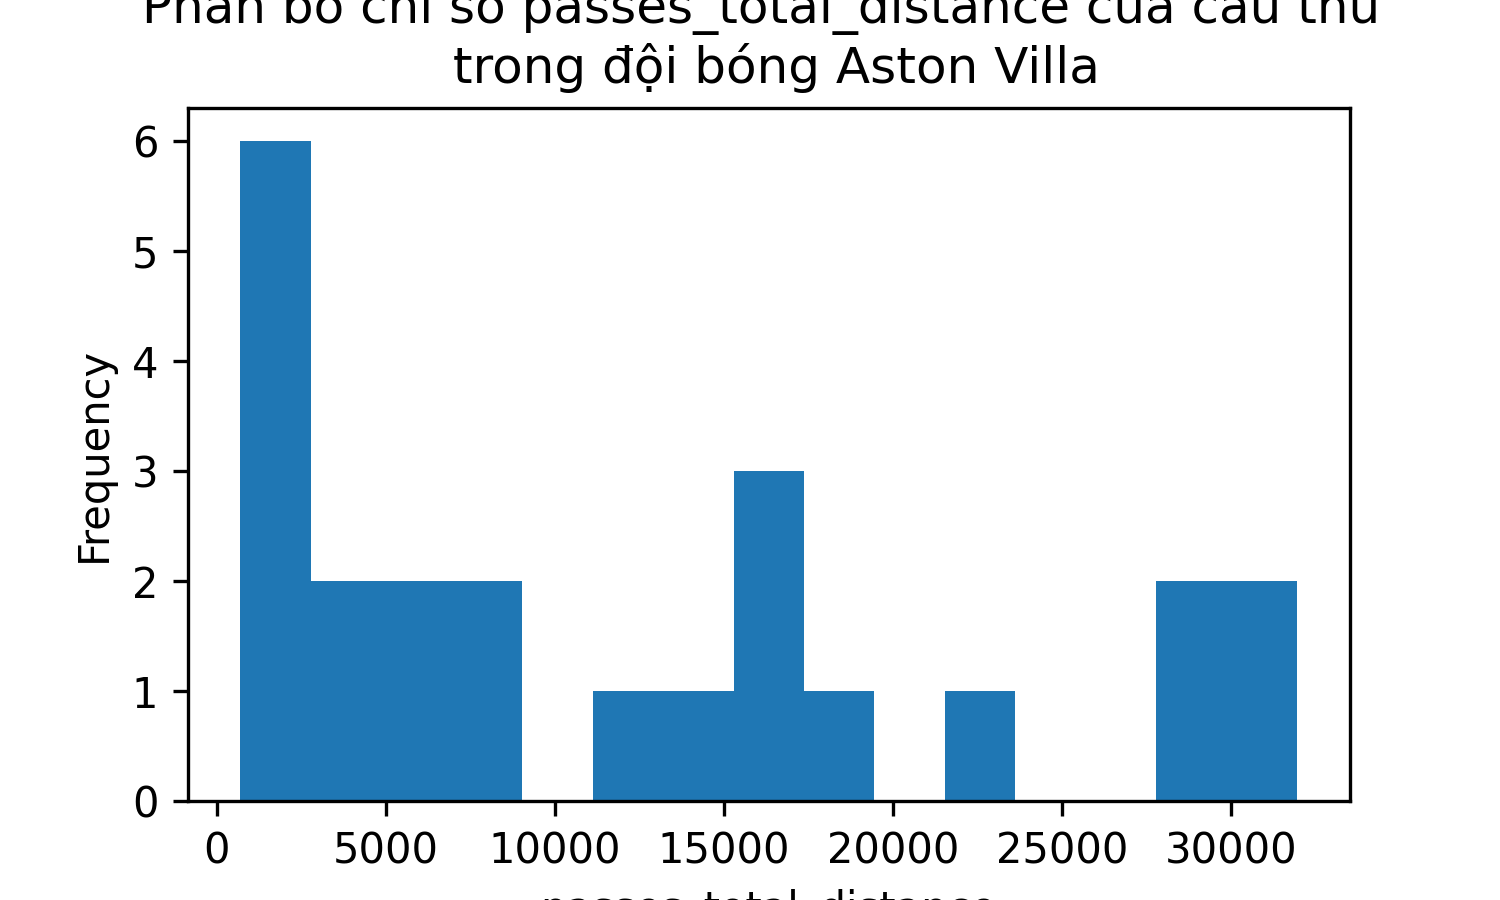 Phân bố chỉ số passes_total_distance của cầu thủ
trong đội bóng Aston Villa
6
5
4
3
2
1
0
Frequency
0 5000 10000 15000 20000 25000 30000
passes_total_distance